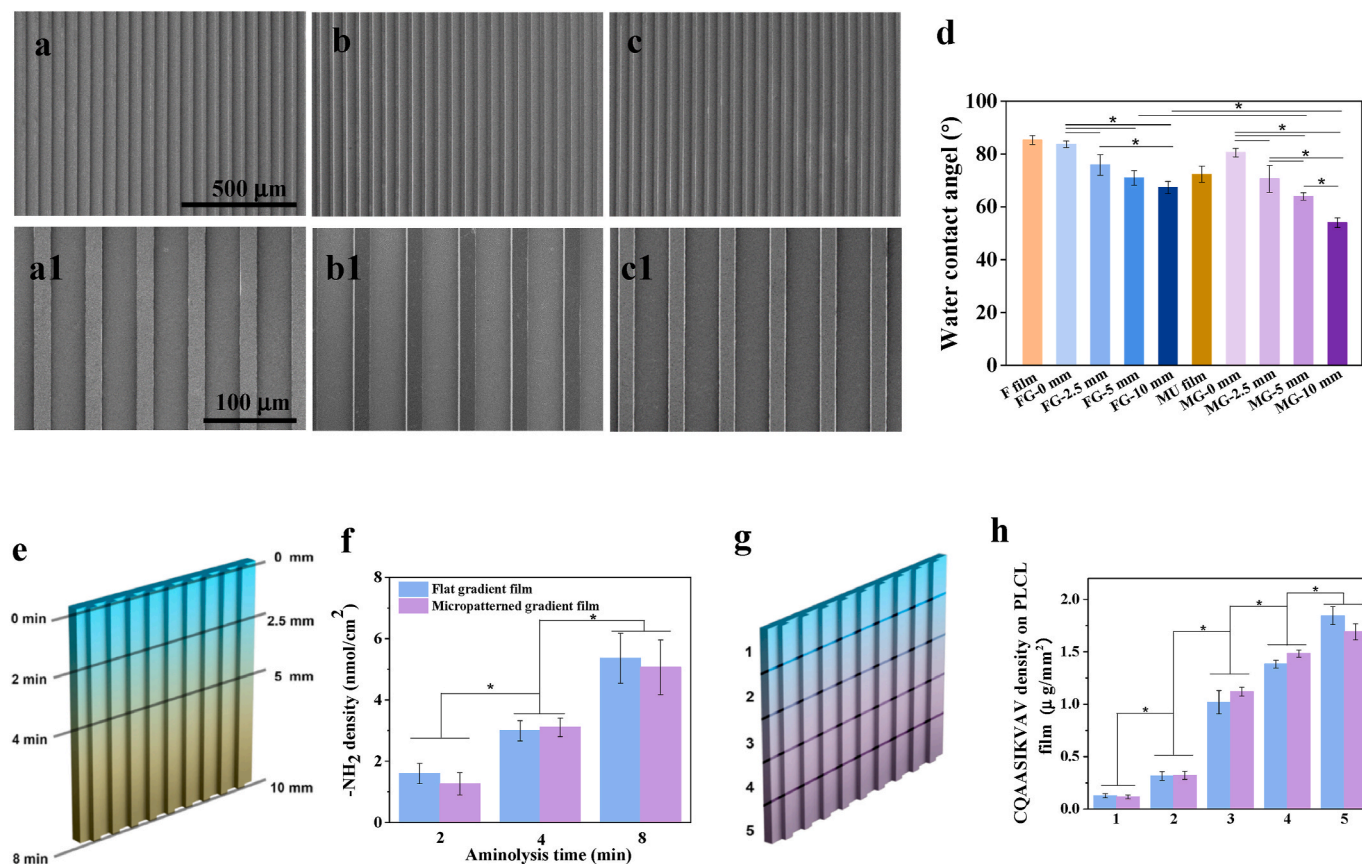 a
b
c
500 μm
a1
b1
c1
100 μm
d
Water contact angel (°)
100
80
60
40
20
0
* * * * * * * *
F film
FG-0 mm
FG-2.5 mm
FG-5 mm
FG-10 mm
MU film
MG-0 mm
MG-2.5 mm
MG-5 mm
MG-10 mm
e
0 min
2 min
4 min
8 min
0 mm
2.5 mm
5 mm
10 mm
f
-NH2 density (nmol/cm2)
8
6
4
2
0
Flat gradient film
Micropatterned gradient film
* *
2 4 8
Aminolysis time (min)
g
1
2
3
4
5
h
CQAASIKVAV density on PLCL
film (μ g/mm2)
2.0
1.5
1.0
0.5
0.0
* * * *
1 2 3 4 5